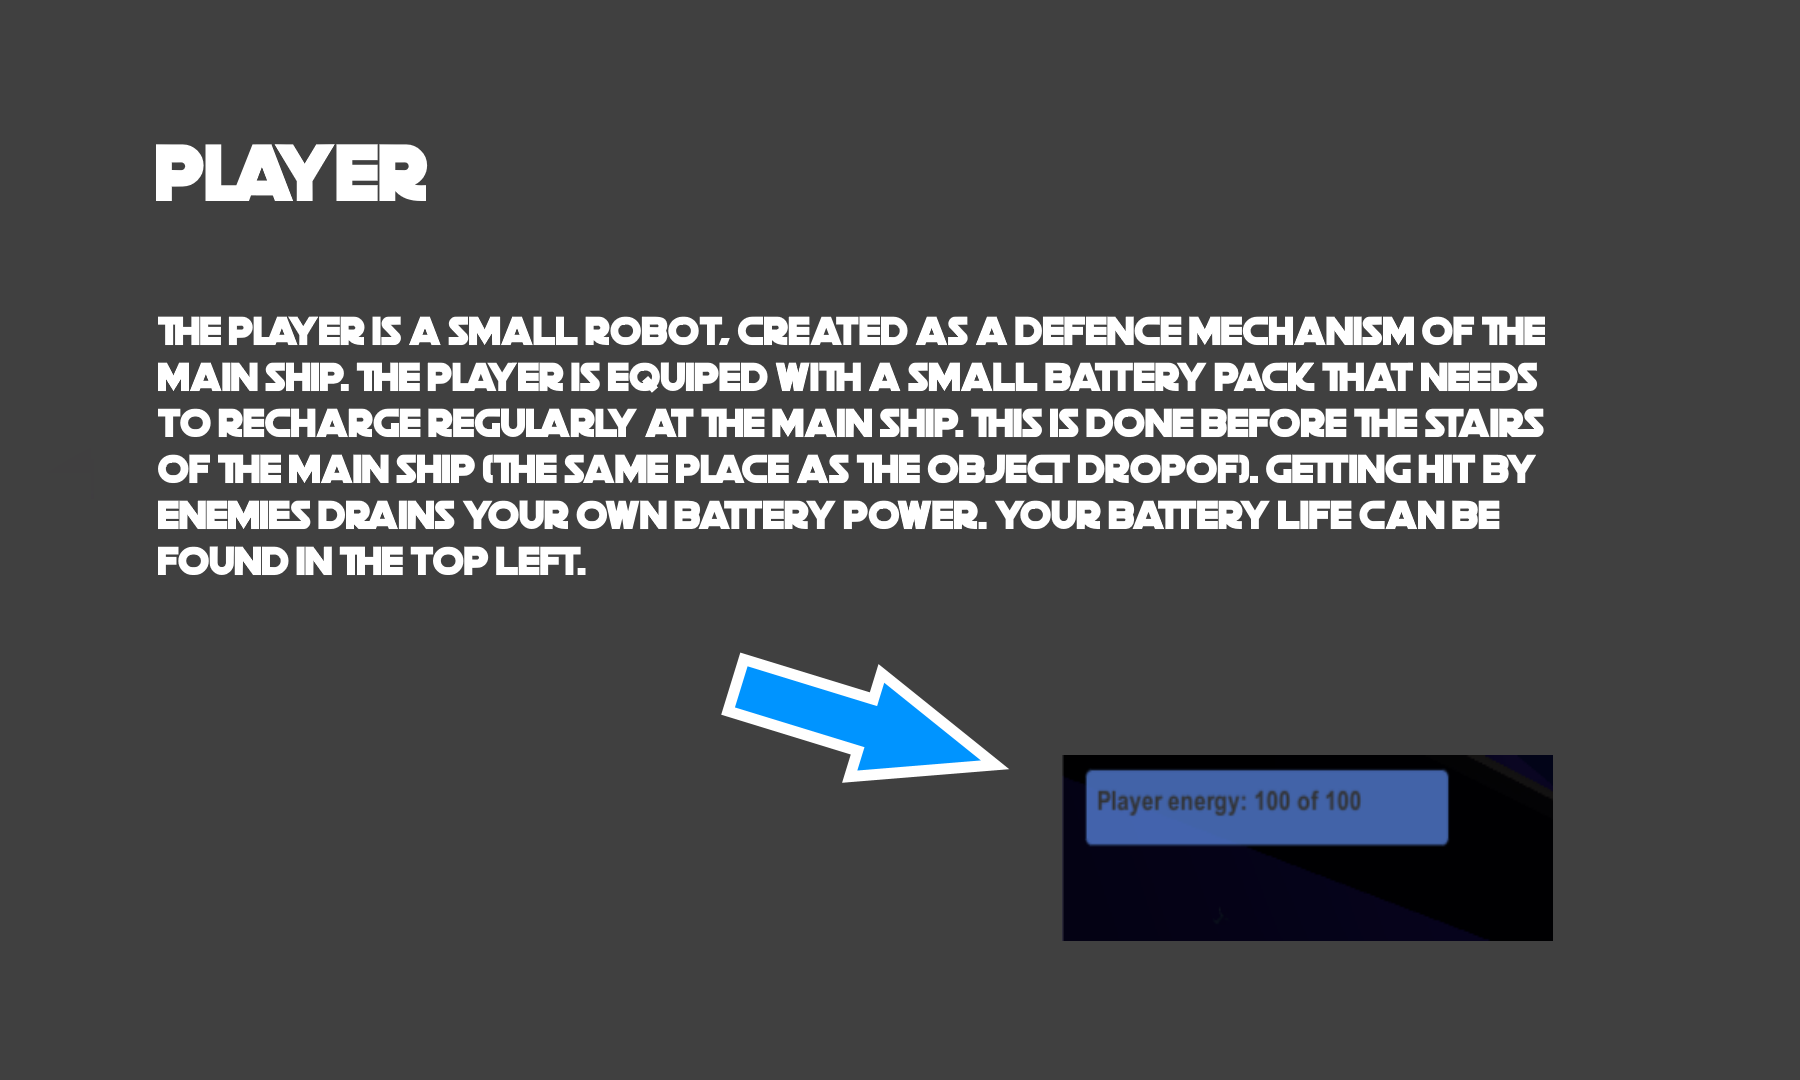 PLAYER
THE PLAYER IS A SMALL ROBOT, CREATED AS A DEFENCE MECHANISM OF THE
MAIN SHIP. THE PLAYER IS EQUIPED WITH A SMALL BATTERY PACK THAT NEEDS
TO RECHARGE REGULARLY AT THE MAIN SHIP. THIS IS DONE BEFORE THE STAIRS
OF THE MAIN SHIP (THE SAME PLACE AS THE OBJECT DROPOF). GETTING HIT BY
ENEMIES DRAINS YOUR OWN BATTERY POWER. YOUR BATTERY LIFE CAN BE
FOUND IN THE TOP LEFT.
Player energy: 100 of 100